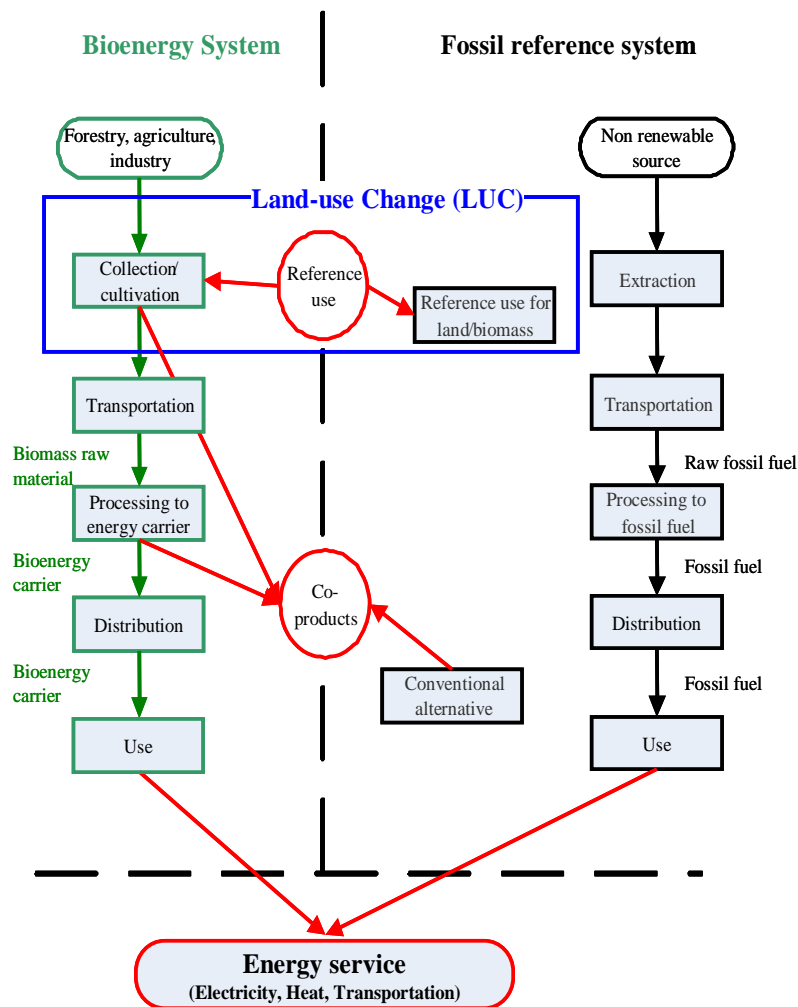 Bioenergy System
Fossil reference system
Forestry, agriculture,
industry
Non renewable
source
Land-use Change (LUC)
Collection/
cultivation
Reference
use
Reference use for
land/biomass
Extraction
Transportation
Transportation
Biomass raw
material
Raw fossil fuel
Processing to
energy carrier
Processing to
fossil fuel
Bioenergy
carrier
Co-
products
Fossil fuel
Distribution
Distribution
Bioenergy
carrier
Conventional
alternative
Fossil fuel
Use
Use
Energy service
(Electricity, Heat, Transportation)